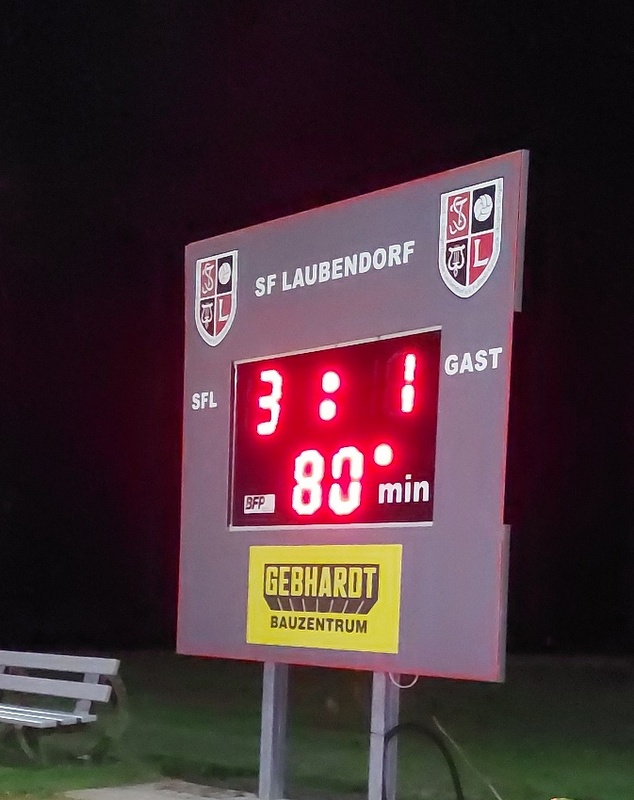 SF LAUBENDORF
SFL
GAST
3 : 1
80 min
BFP
GEBHARDT
BAUZENTRUM
L
L